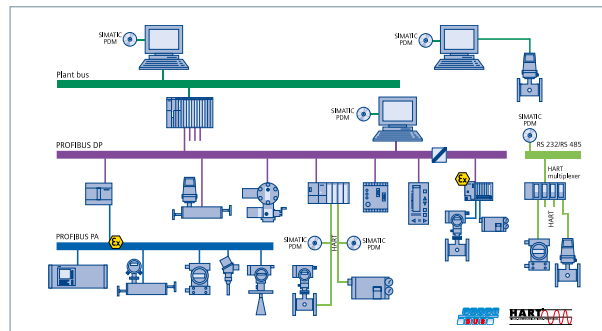 SIMATIC
PDM
SIMATIC
PDM
Plant bus
SIMATIC
PDM
SIMATIC
PDM
PROFIBUS DP
RS 232/RS 485
Ex
HART
multiplexer
HART
PROFIBUS PA
Ex
SIMATIC
PDM
HART
SIMATIC
PDM
HART